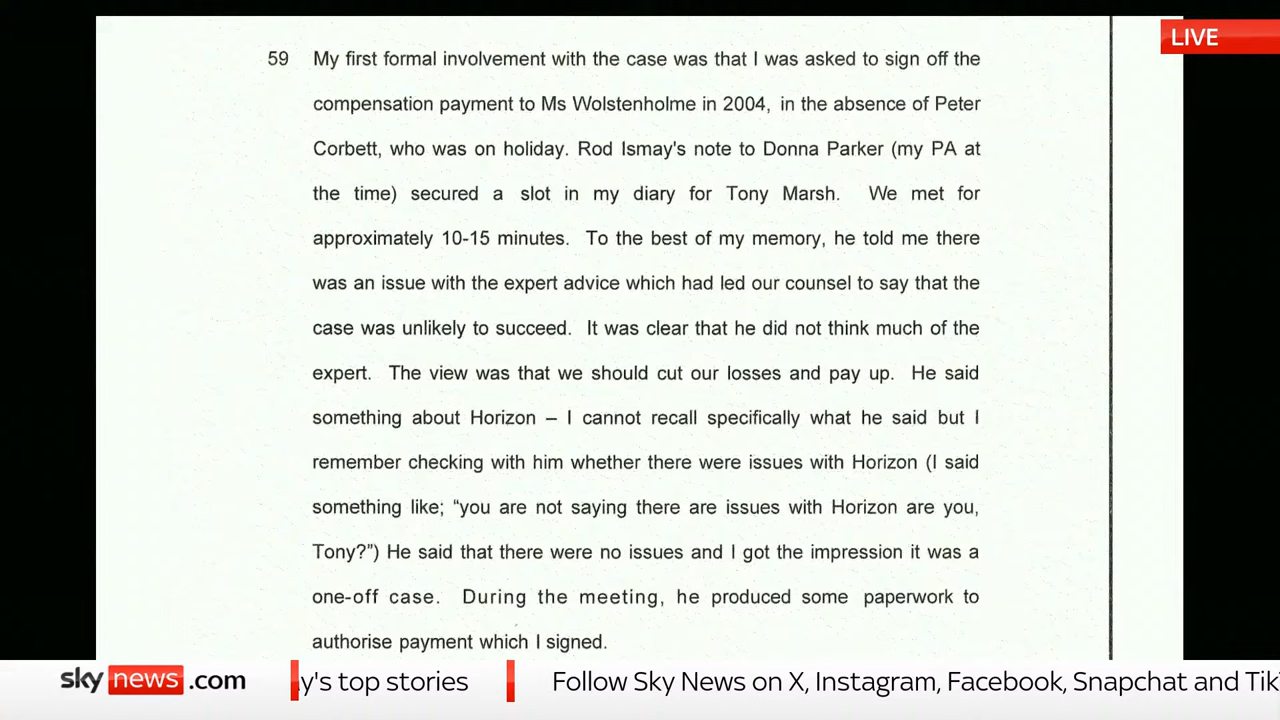 LIVE
59 My first formal involvement with the case was that I was asked to sign off the
compensation payment to Ms Wolstenholme in 2004, in the absence of Peter
Corbett, who was on holiday. Rod Ismay's note to Donna Parker (my PA at
the time) secured a slot in my diary for Tony Marsh. We met for
approximately 10-15 minutes. To the best of my memory, he told me there
was an issue with the expert advice which had led our counsel to say that the
case was unlikely to succeed. It was clear that he did not think much of the
expert. The view was that we should cut our losses and pay up. He said
something about Horizon – I cannot recall specifically what he said but I
remember checking with him whether there were issues with Horizon (I said
something like; “you are not saying there are issues with Horizon are you,
Tony?”) He said that there were no issues and I got the impression it was a
one-off case. During the meeting, he produced some paperwork to
authorise payment which I signed.
sky news .com y's top stories Follow Sky News on X, Instagram, Facebook, Snapchat and Tik